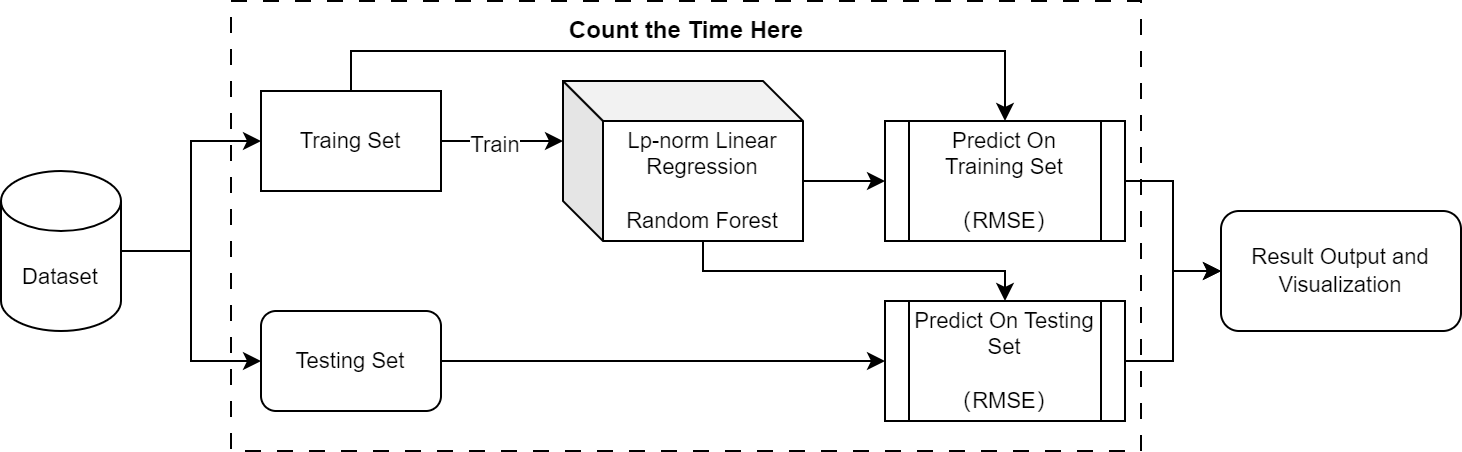 Count the Time Here
Traing Set
Train
Lp-norm Linear
Regression
Random Forest
Predict On
Training Set
（RMSE）
Dataset
Testing Set
Predict On Testing
Set
（RMSE）
Result Output and
Visualization